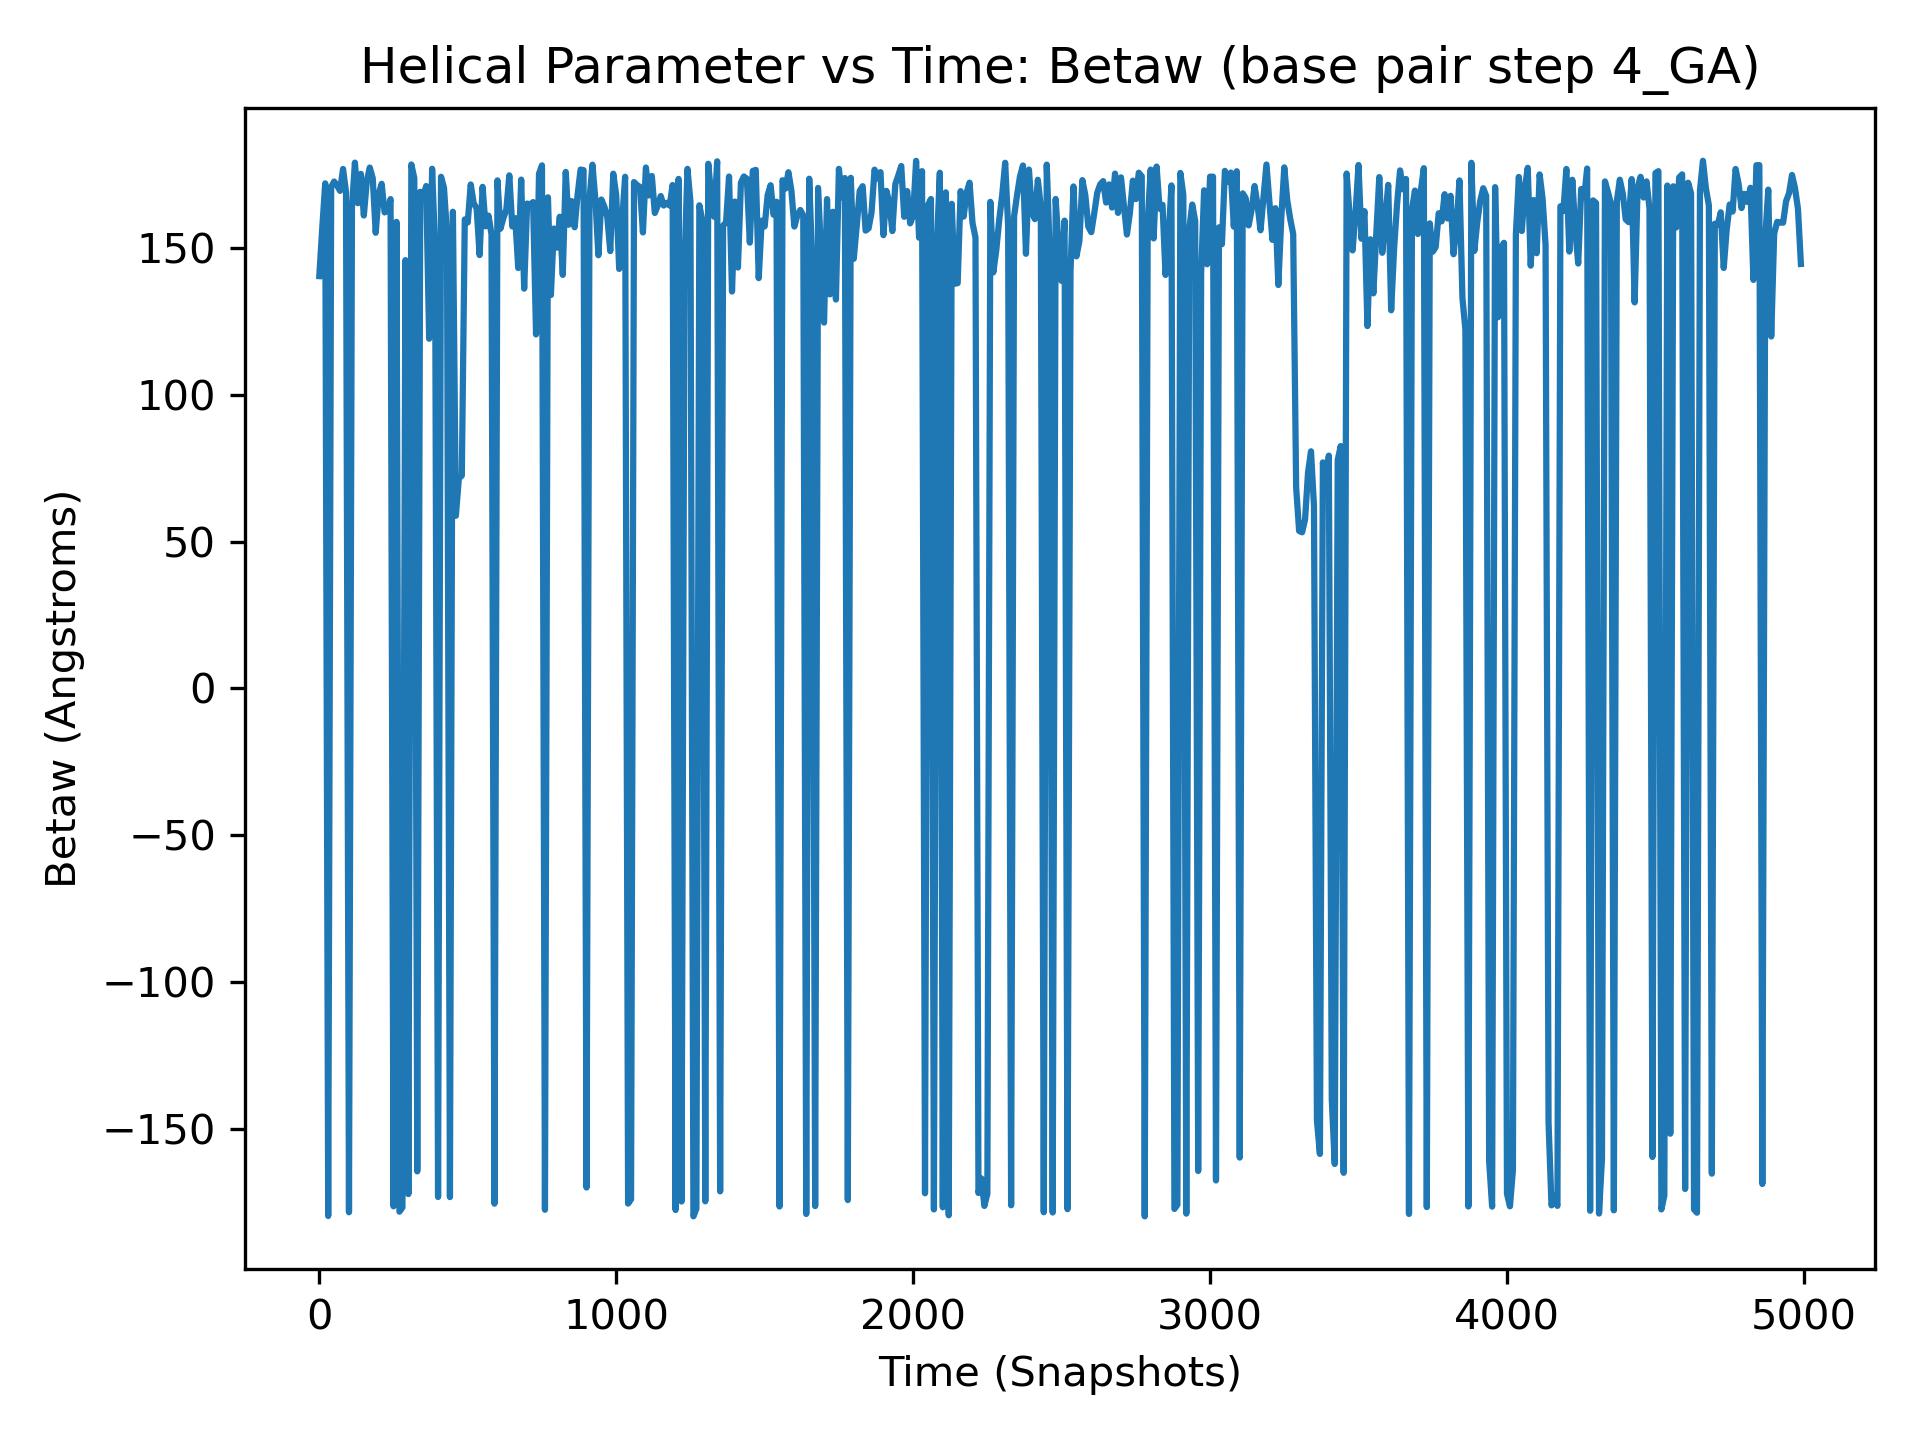 Helical Parameter vs Time: Betaw (base pair step 4_GA)
Betaw (Angstroms)
150
100
50
0
−50
−100
−150
0 1000 2000 3000 4000 5000
Time (Snapshots)